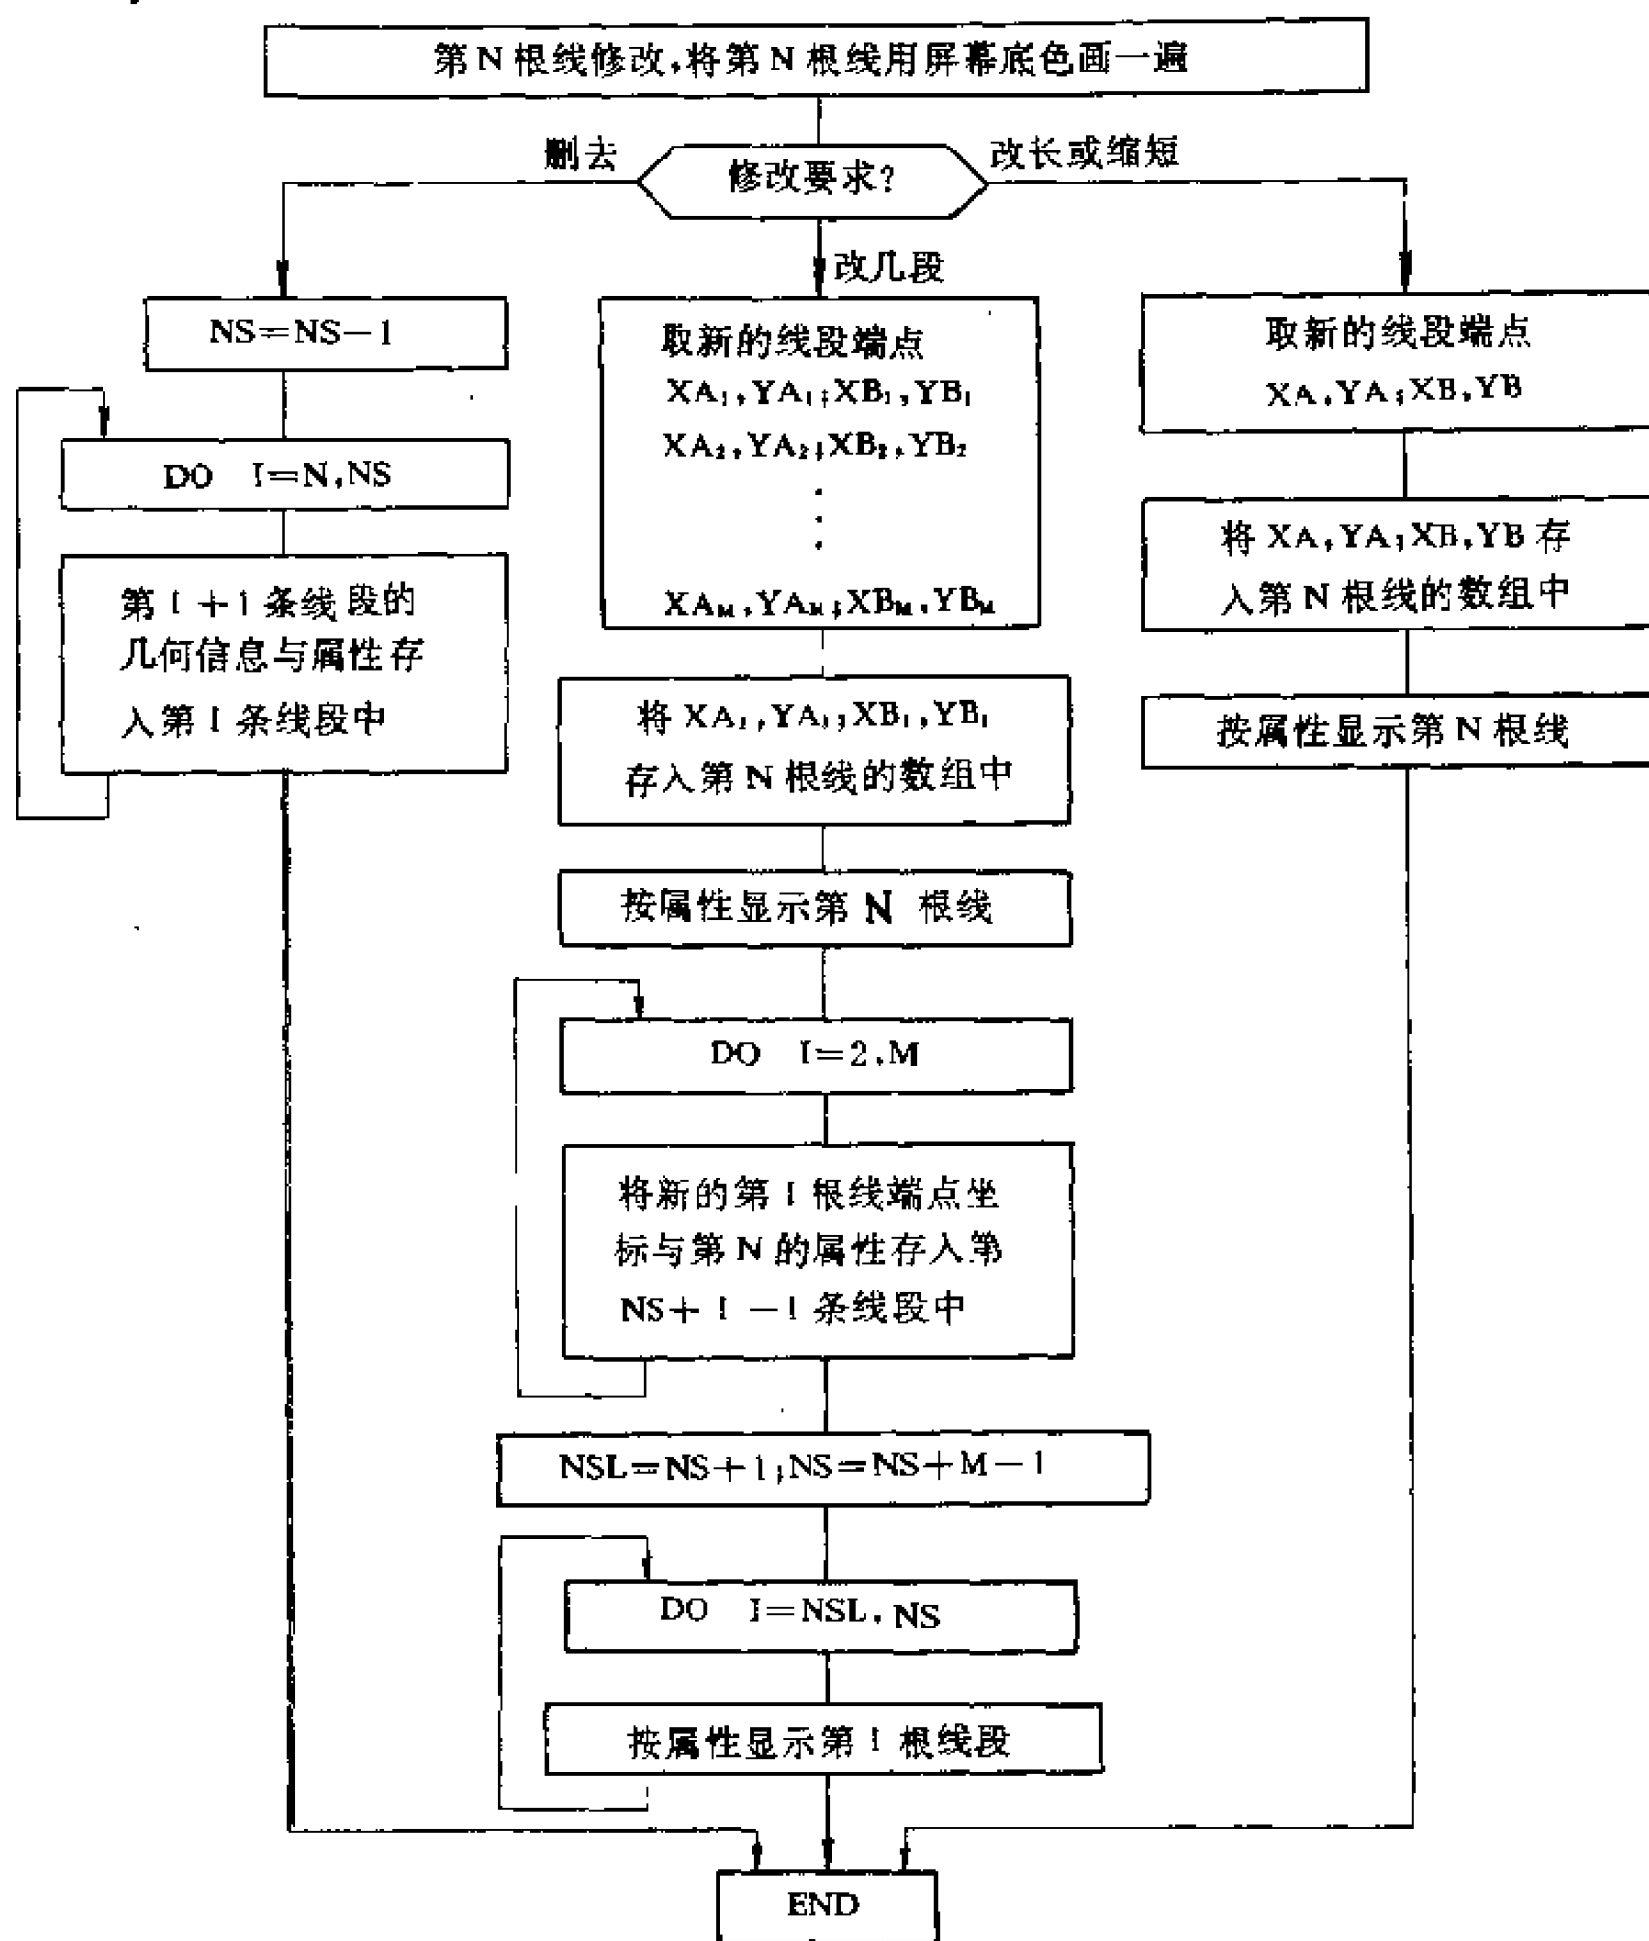 第N根线修改,将第N根线用屏幕底色画一遍
删去
修改要求?
改长或缩短
改几段
NS=NS-1
DO I=N,NS
第I+1条线段的
几何信息与属性存
入第I条线段中
取新的线段端点
XA₁,YA₁;XB₁,YB₁
XA₂,YA₂;XB₂,YB₂
⋮
XA_M,YA_M;XB_M,YB_M
将XA₁,YA₁;XB₁,YB₁
存入第N根线的数组中
按属性显示第N根线
DO I=2,M
将新的第I根线端点坐
标与第N的属性存入第
NS+I-1条线段中
NSL=NS+1;NS=NS+M-1
DO I=NSL,NS
按属性显示第I根线段
取新的线段端点
XA,YA;XB,YB
将XA,YA;XB,YB存
入第N根线的数组中
按属性显示第N根线
END